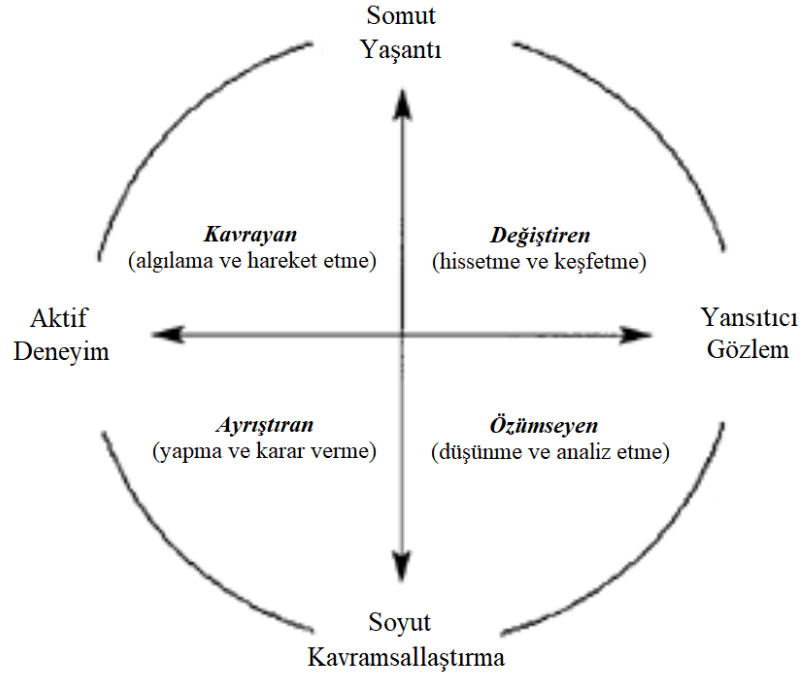 Somut
Yaşantı
Kavrayan
(algılama ve hareket etme)
Değiştiren
(hissetme ve keşfetme)
Aktif
Deneyim
Yansıtıcı
Gözlem
Ayrıştıran
(yapma ve karar verme)
Özümseyen
(düşünme ve analiz etme)
Soyut
Kavramsallaştırma